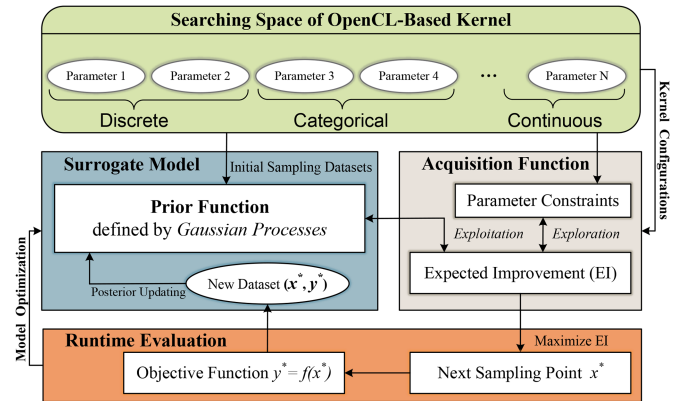 Searching Space of OpenCL-Based Kernel
Parameter 1
Parameter 2
Parameter 3
Parameter 4
...
Parameter N
Discrete
Categorical
Continuous
Kernel Configurations
Surrogate Model
Initial Sampling Datasets
Prior Function
defined by Gaussian Processes
Posterior Updating
New Dataset (x*, y*)
Acquisition Function
Parameter Constraints
Exploitation
Exploration
Expected Improvement (EI)
Model Optimization
Runtime Evaluation
Maximize EI
Objective Function y* = f(x*)
Next Sampling Point x*